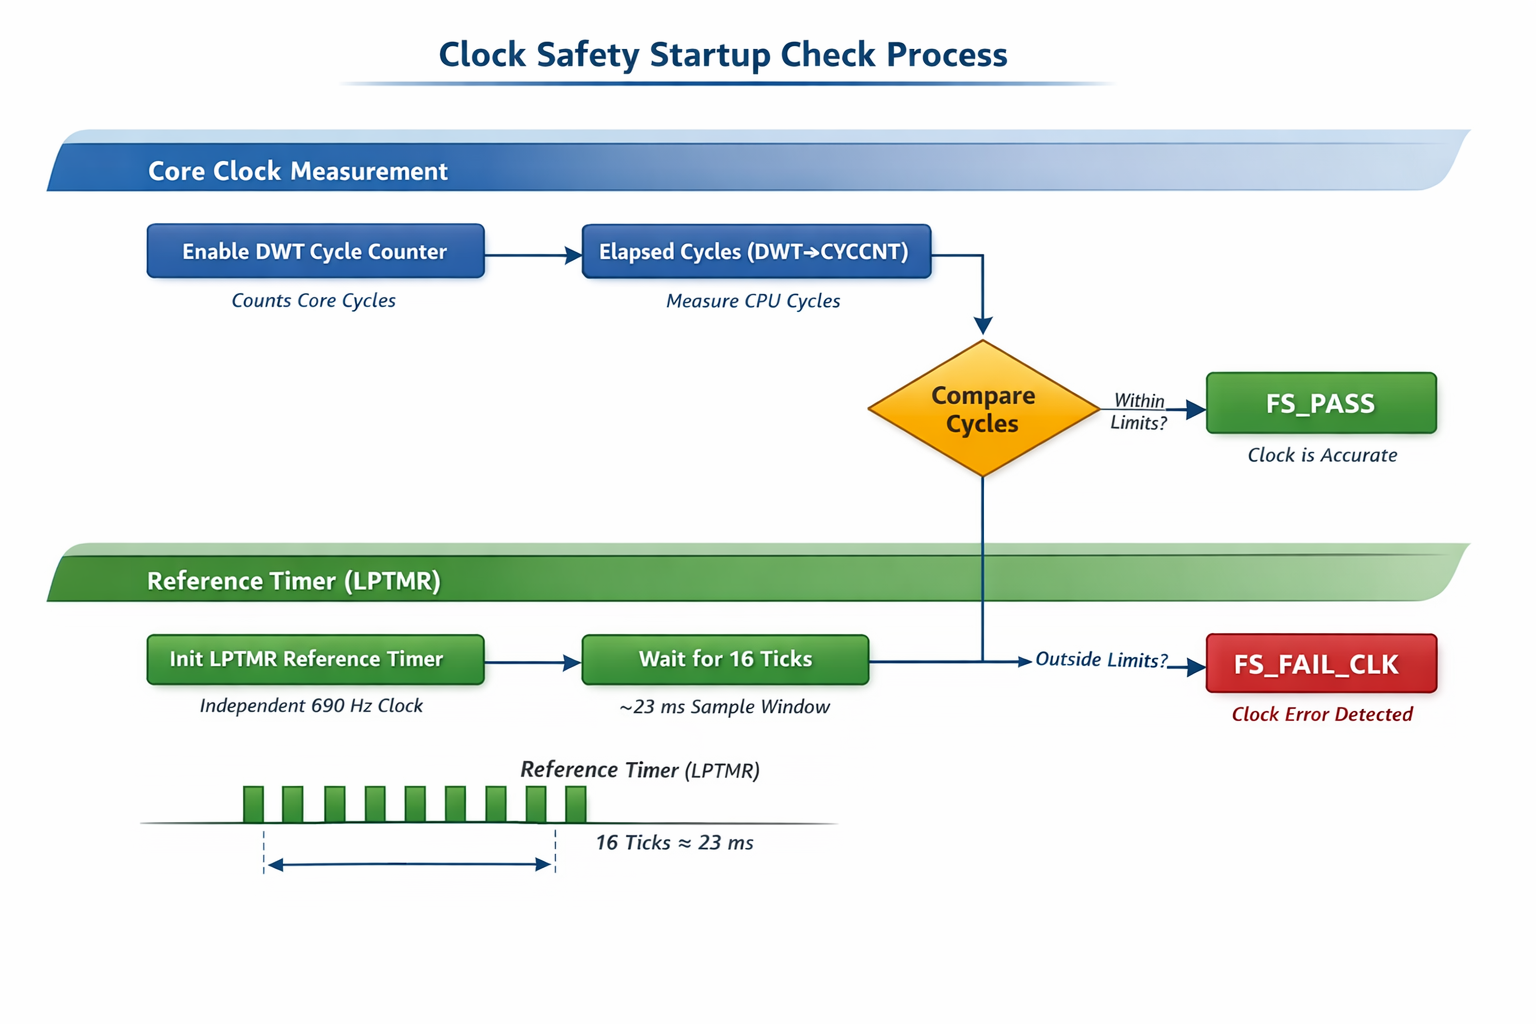 Clock Safety Startup Check Process
Core Clock Measurement
Enable DWT Cycle Counter
Elapsed Cycles (DWT→CYCCNT)
Counts Core Cycles
Measure CPU Cycles
Compare
Cycles
Within
Limits?
FS_PASS
Clock is Accurate
Reference Timer (LPTMR)
Init LPTMR Reference Timer
Wait for 16 Ticks
Outside Limits?
FS_FAIL_CLK
Independent 690 Hz Clock
~23 ms Sample Window
Clock Error Detected
Reference Timer (LPTMR)
16 Ticks ≈ 23 ms